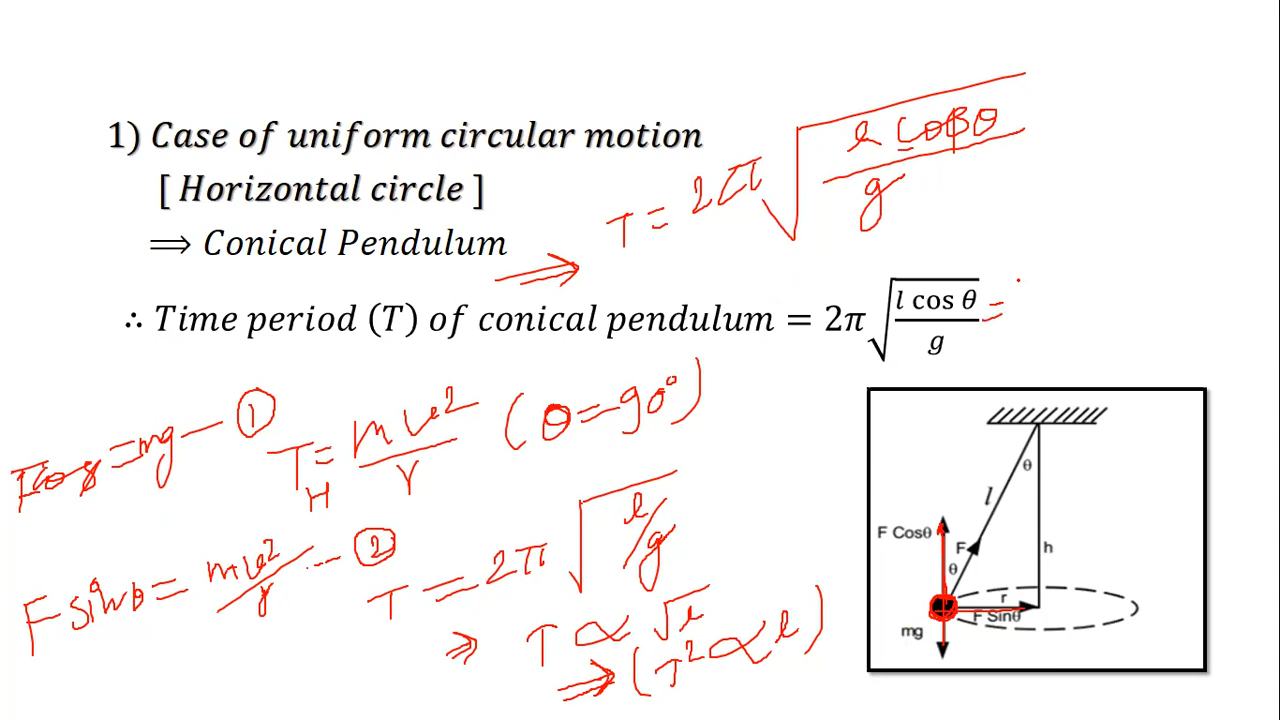 1) Case of uniform circular motion
[ Horizontal circle ]
⟹ Conical Pendulum
⟹ T = 2π √(l cosθ / g)
∴ Time period (T) of conical pendulum = 2π √(l cos θ / g) =
Fcosθ = mg — ①
T_H = mv² / r (θ = 90°)
F sinθ = mv² / r --- ②
T = 2π √(l/g)
⇒ T ∝ √l
⇒ (T² ∝ l)
θ
l
F Cosθ
F
h
θ
r
F Sinθ
mg